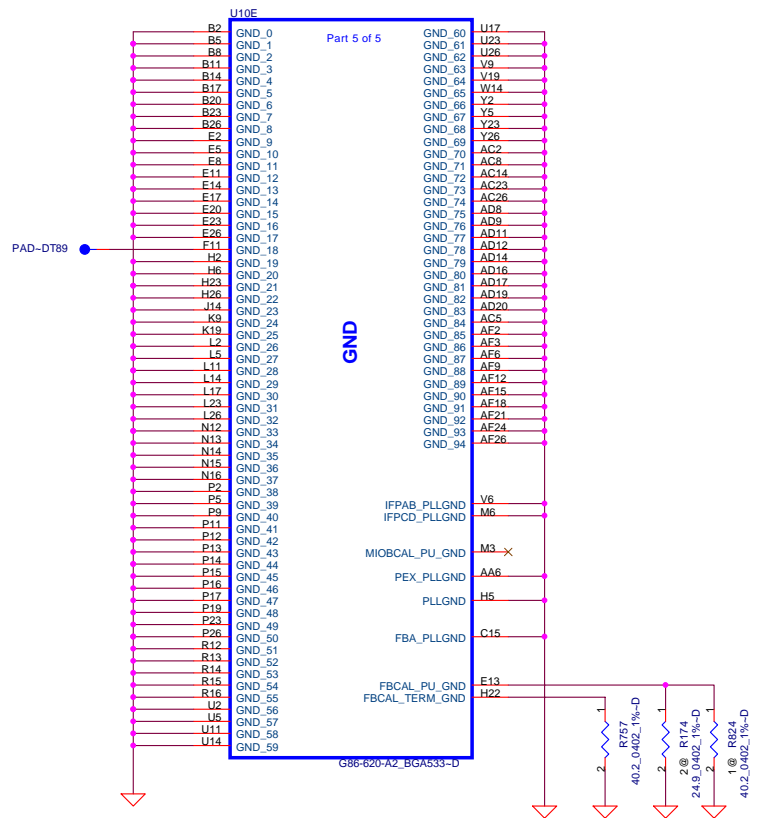 U10E
Part 5 of 5
B2 GND_0 GND_60 U17
B5 GND_1 GND_61 U23
B8 GND_2 GND_62 U26
B11 GND_3 GND_63 V9
B14 GND_4 GND_64 V19
B17 GND_5 GND_65 W14
B20 GND_6 GND_66 Y2
B23 GND_7 GND_67 Y5
B26 GND_8 GND_68 Y23
E2 GND_9 GND_69 Y26
E5 GND_10 GND_70 AC2
E8 GND_11 GND_71 AC8
E11 GND_12 GND_72 AC14
E14 GND_13 GND_73 AC23
E17 GND_14 GND_74 AC26
E20 GND_15 GND_75 AD8
E23 GND_16 GND_76 AD9
E26 GND_17 GND_77 AD11
PAD~DT89 F11 GND_18 GND_78 AD12
H2 GND_19 GND_79 AD14
H6 GND_20 GND_80 AD16
H23 GND_21 GND_81 AD17
H26 GND_22 GND_82 AD19
J14 GND_23 GND_83 AD20
K9 GND_24 GND_84 AC5
K19 GND_25 GND_85 AF2
L2 GND_26 GND_86 AF3
L5 GND_27 GND_87 AF6
L11 GND_28 GND_88 AF9
L14 GND_29 GND_89 AF12
L17 GND_30 GND_90 AF15
L23 GND_31 GND_91 AF18
L26 GND_32 GND_92 AF21
N12 GND_33 GND_93 AF24
N13 GND_34 GND_94 AF26
N14 GND_35
N15 GND_36
N16 GND_37
P2 GND_38
P5 GND_39 IFPAB_PLLGND V6
P9 GND_40 IFPCD_PLLGND M6
P11 GND_41
P12 GND_42
P13 GND_43 MIOBCAL_PU_GND M3
P14 GND_44
P15 GND_45 PEX_PLLGND AA6
P16 GND_46
P17 GND_47 PLLGND H5
P19 GND_48
P23 GND_49
P26 GND_50 FBA_PLLGND C15
R12 GND_51
R13 GND_52
R14 GND_53
R15 GND_54 FBCAL_PU_GND E13
R16 GND_55 FBCAL_TERM_GND H22
U2 GND_56
U5 GND_57
U11 GND_58
U14 GND_59
GND
G86-620-A2_BGA533~D
1 2 R757
40.2_0402_1%~D
1 2 2@ R174
24.9_0402_1%~D
1 2 1@ R824
40.2_0402_1%~D